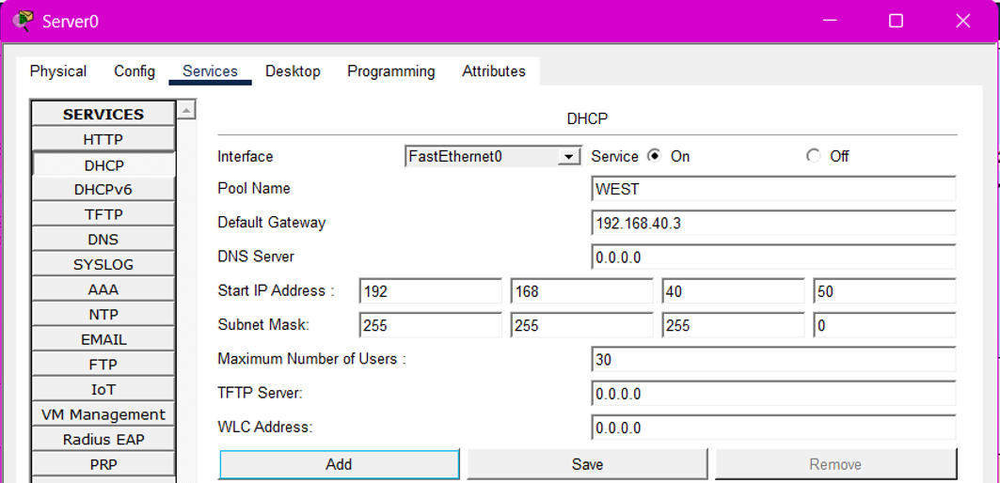 Server0
Physical Config Services Desktop Programming Attributes
SERVICES
HTTP
DHCP
DHCPv6
TFTP
DNS
SYSLOG
AAA
NTP
EMAIL
FTP
IoT
VM Management
Radius EAP
PRP
DHCP
Interface FastEthernet0 Service On Off
Pool Name WEST
Default Gateway 192.168.40.3
DNS Server 0.0.0.0
Start IP Address : 192 168 40 50
Subnet Mask: 255 255 255 0
Maximum Number of Users : 30
TFTP Server: 0.0.0.0
WLC Address: 0.0.0.0
Add Save Remove